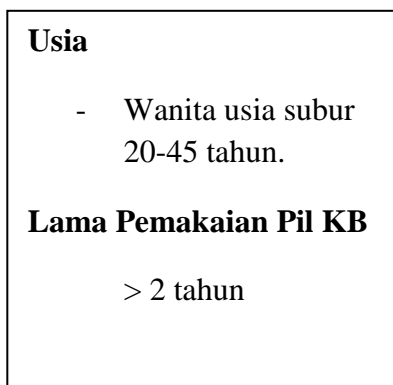 Usia
- Wanita usia subur
20-45 tahun.
Lama Pemakaian Pil KB
> 2 tahun